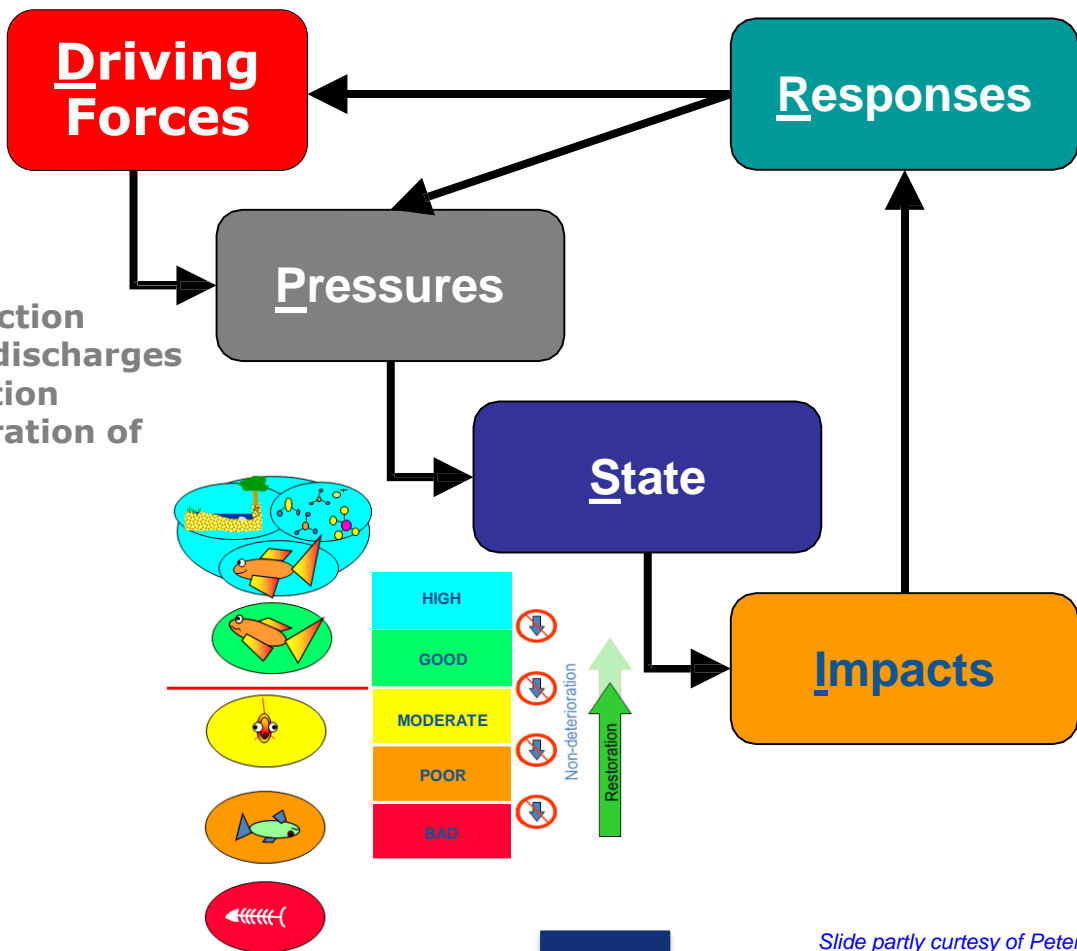 Driving
Forces
Responses
Pressures
ction
discharges
tion
ration of
State
HIGH
GOOD
MODERATE
POOR
BAD
Non-deterioration
Restoration
Impacts
Slide partly curtesy of Peter